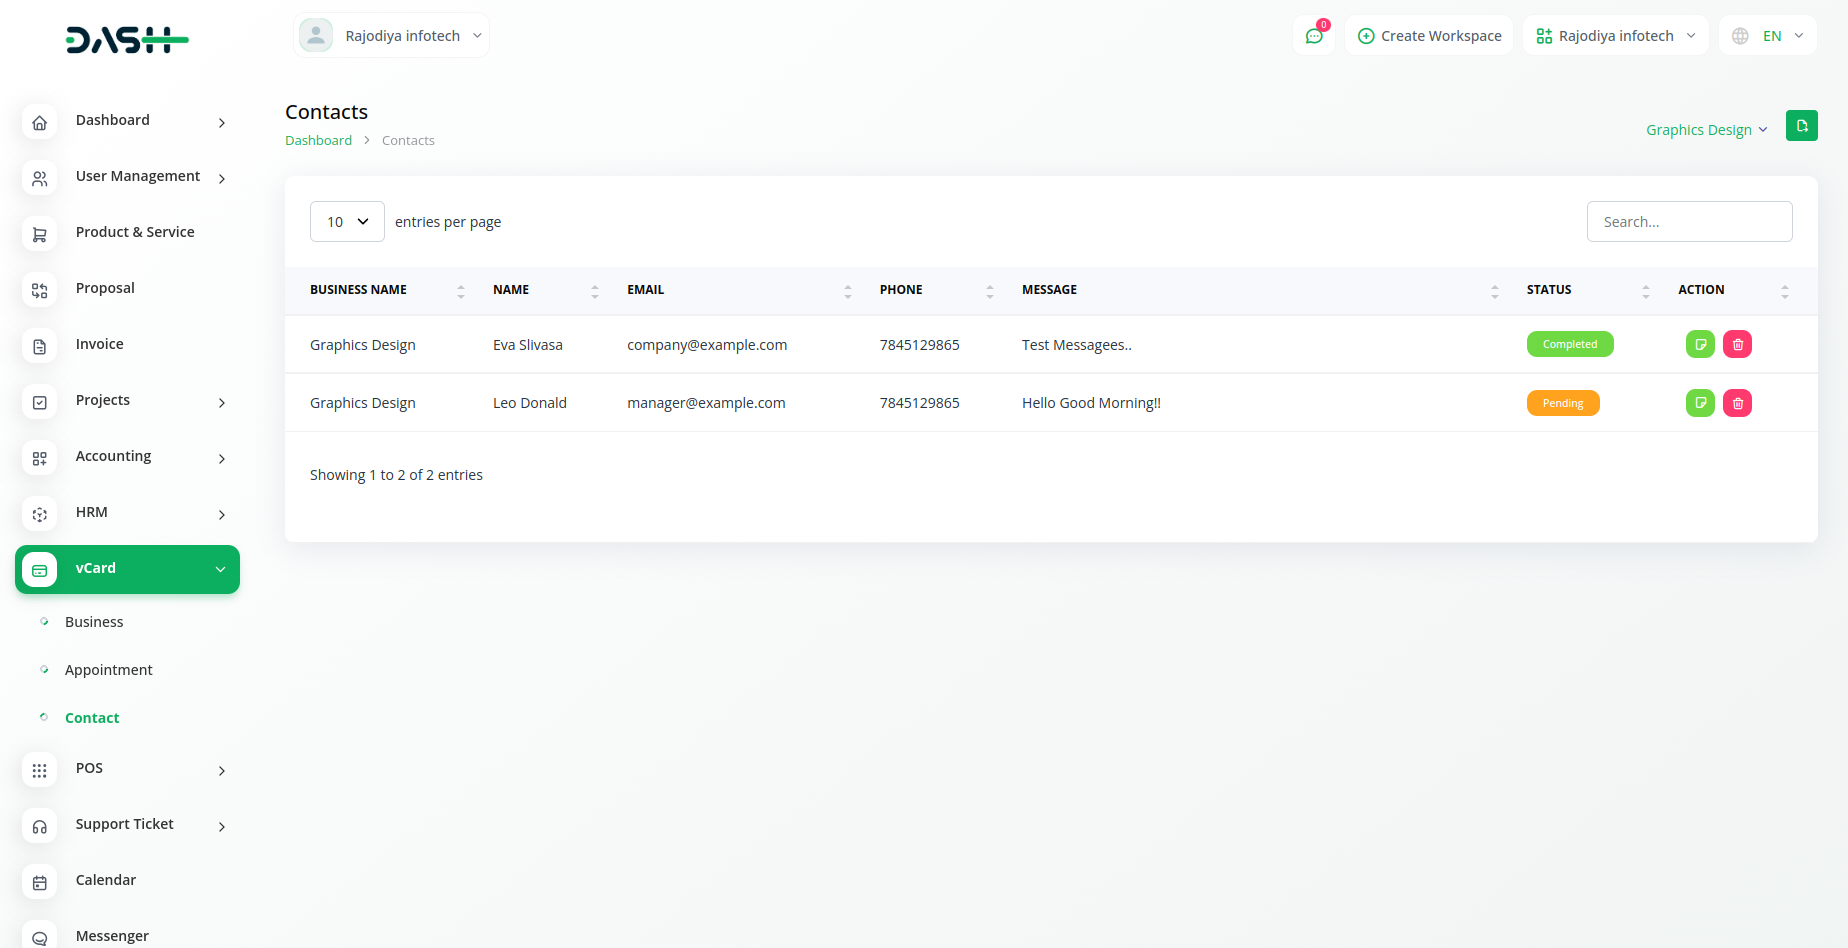 DASH
Rajodiya infotech
0
Create Workspace
Rajodiya infotech
EN
Dashboard
User Management
Product & Service
Proposal
Invoice
Projects
Accounting
HRM
vCard
Business
Appointment
Contact
POS
Support Ticket
Calendar
Messenger
Contacts
Dashboard > Contacts
Graphics Design
10 entries per page
Search...
BUSINESS NAME NAME EMAIL PHONE MESSAGE STATUS ACTION
Graphics Design Eva Slivasa company@example.com 7845129865 Test Messagees.. Completed
Graphics Design Leo Donald manager@example.com 7845129865 Hello Good Morning!! Pending
Showing 1 to 2 of 2 entries